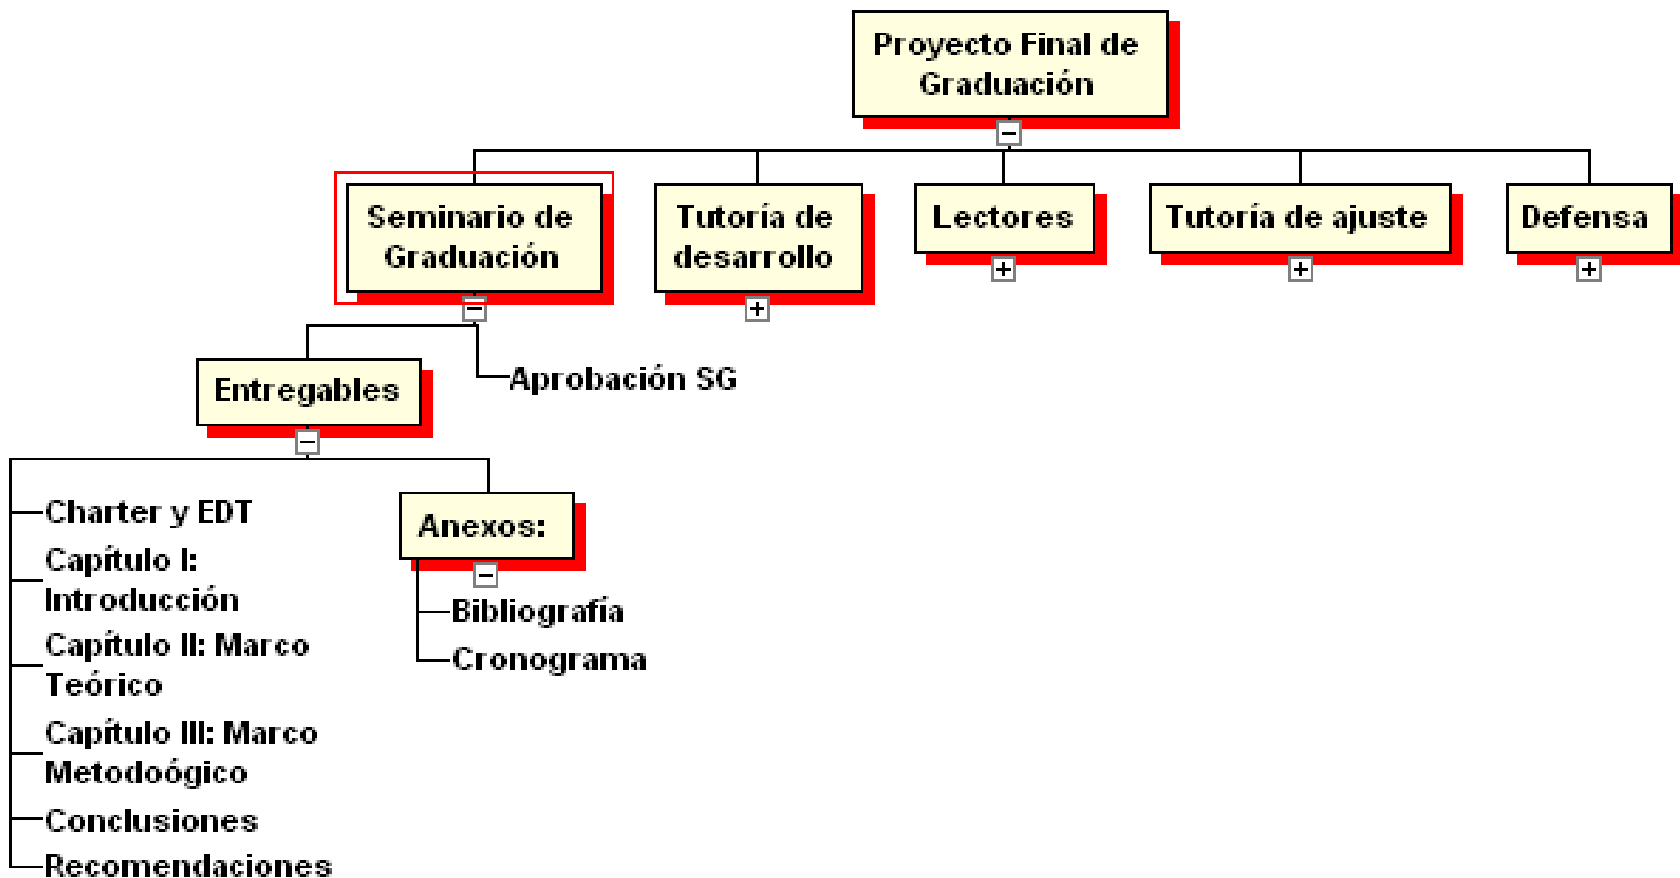 Proyecto Final de
Graduación
Seminario de
Graduación
Tutoría de
desarrollo
Lectores
Tutoría de ajuste
Defensa
Entregables
Aprobación SG
Charter y EDT
Capítulo I:
Introducción
Capítulo II: Marco
Teórico
Capítulo III: Marco
Metodoógico
Conclusiones
Recomendaciones
Anexos:
Bibliografía
Cronograma